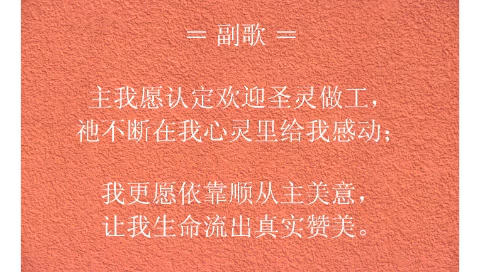 ＝ 副歌 ＝
主我愿认定欢迎圣灵做工，
祂不断在我心灵里给我感动；
我更愿依靠顺从主美意，
让我生命流出真实赞美。